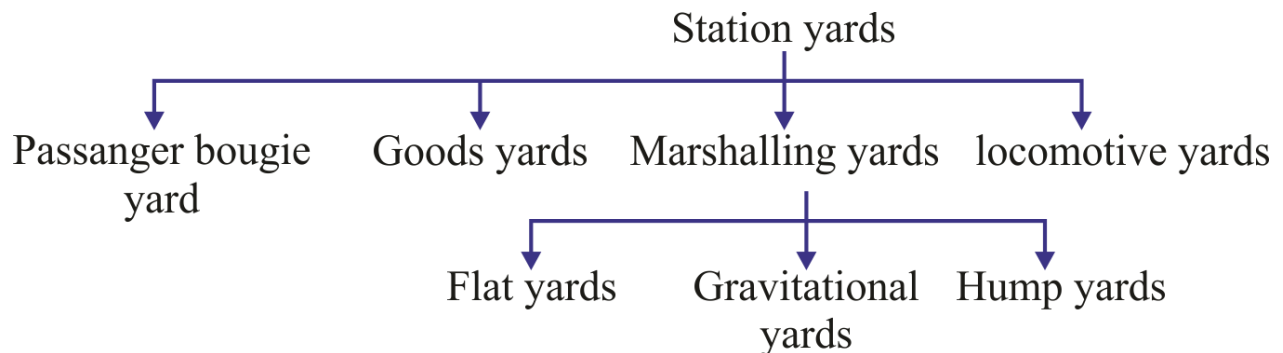 Station yards
Passanger bougie yard
Goods yards
Marshalling yards
locomotive yards
Flat yards
Gravitational yards
Hump yards